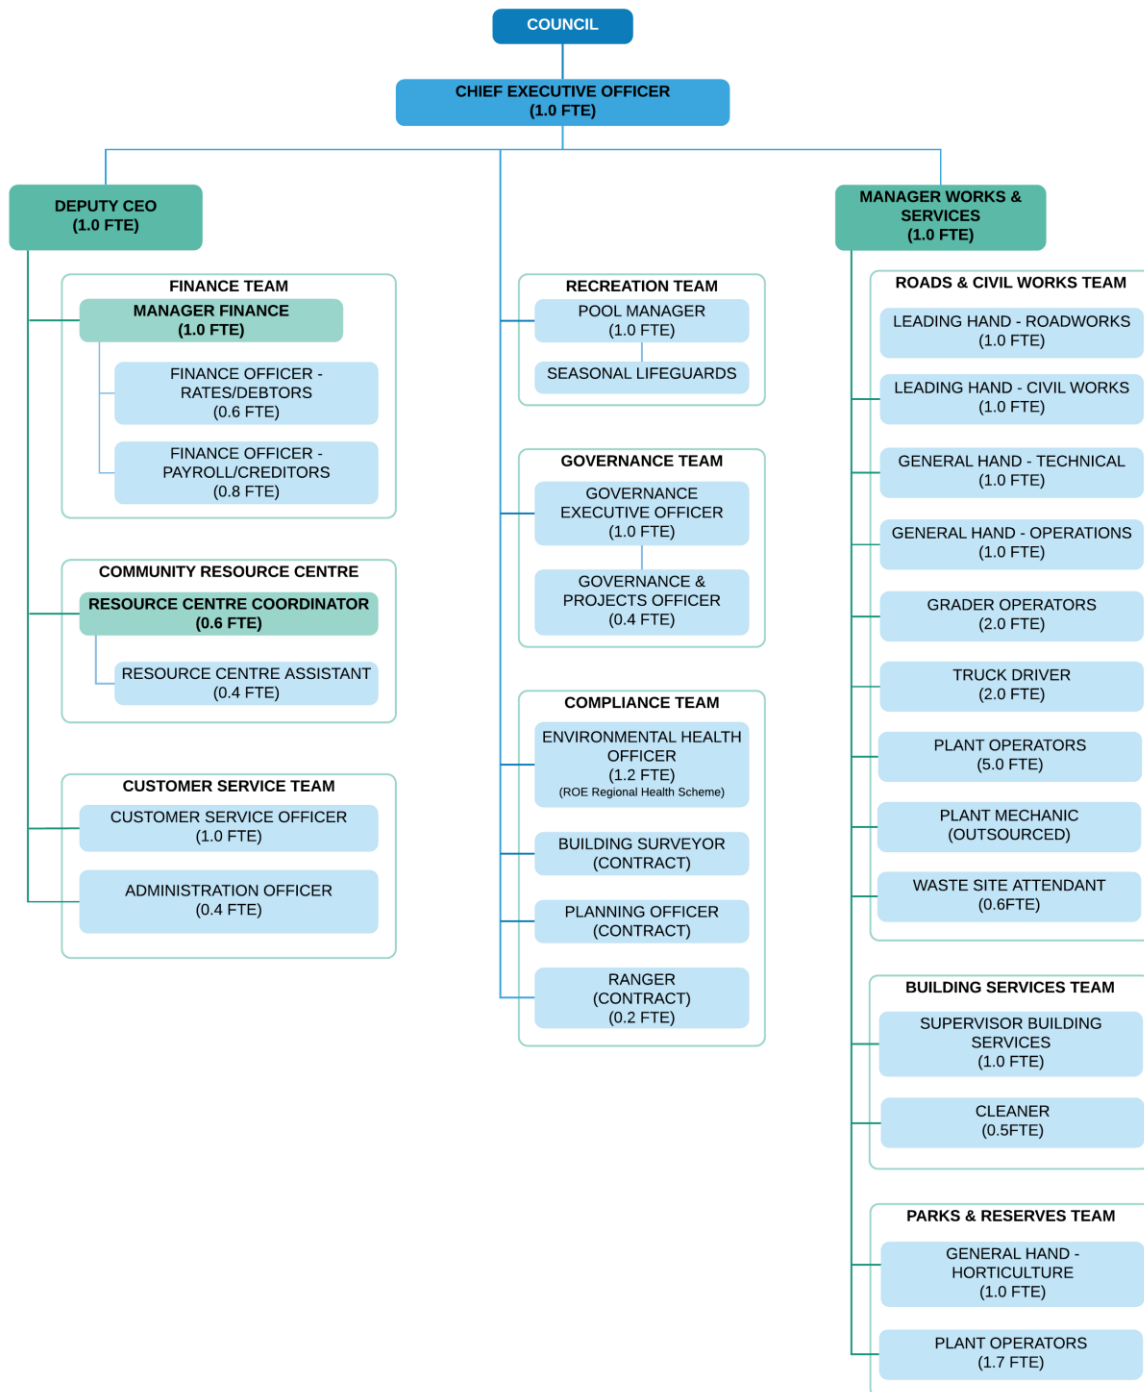 COUNCIL
CHIEF EXECUTIVE OFFICER
(1.0 FTE)
DEPUTY CEO
(1.0 FTE)
FINANCE TEAM
MANAGER FINANCE
(1.0 FTE)
FINANCE OFFICER -
RATES/DEBTORS
(0.6 FTE)
FINANCE OFFICER -
PAYROLL/CREDITORS
(0.8 FTE)
COMMUNITY RESOURCE CENTRE
RESOURCE CENTRE COORDINATOR
(0.6 FTE)
RESOURCE CENTRE ASSISTANT
(0.4 FTE)
CUSTOMER SERVICE TEAM
CUSTOMER SERVICE OFFICER
(1.0 FTE)
ADMINISTRATION OFFICER
(0.4 FTE)
RECREATION TEAM
POOL MANAGER
(1.0 FTE)
SEASONAL LIFEGUARDS
GOVERNANCE TEAM
GOVERNANCE
EXECUTIVE OFFICER
(1.0 FTE)
GOVERNANCE &
PROJECTS OFFICER
(0.4 FTE)
COMPLIANCE TEAM
ENVIRONMENTAL HEALTH
OFFICER
(1.2 FTE)
(ROE Regional Health Scheme)
BUILDING SURVEYOR
(CONTRACT)
PLANNING OFFICER
(CONTRACT)
RANGER
(CONTRACT)
(0.2 FTE)
MANAGER WORKS &
SERVICES
(1.0 FTE)
ROADS & CIVIL WORKS TEAM
LEADING HAND - ROADWORKS
(1.0 FTE)
LEADING HAND - CIVIL WORKS
(1.0 FTE)
GENERAL HAND - TECHNICAL
(1.0 FTE)
GENERAL HAND - OPERATIONS
(1.0 FTE)
GRADER OPERATORS
(2.0 FTE)
TRUCK DRIVER
(2.0 FTE)
PLANT OPERATORS
(5.0 FTE)
PLANT MECHANIC
(OUTSOURCED)
WASTE SITE ATTENDANT
(0.6FTE)
BUILDING SERVICES TEAM
SUPERVISOR BUILDING
SERVICES
(1.0 FTE)
CLEANER
(0.5FTE)
PARKS & RESERVES TEAM
GENERAL HAND -
HORTICULTURE
(1.0 FTE)
PLANT OPERATORS
(1.7 FTE)